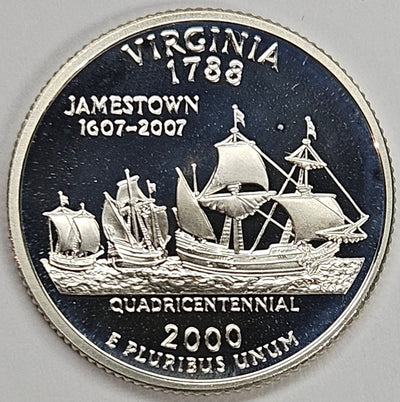 VIRGINIA
1788
JAMESTOWN
1607-2007
QUADRICENTENNIAL
2000
E PLURIBUS UNUM